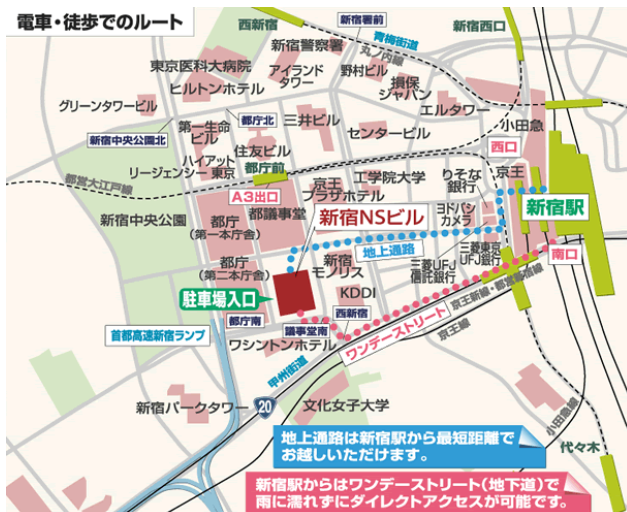 電車・徒歩でのルート
西新宿
新宿署前
青梅街道
新宿西口
丸ノ内線
新宿警察署
東京医科大病院
アイランド
タワー
野村ビル
損保
ジャパン
ヒルトンホテル
グリーンタワービル
都庁北
三井ビル
エルタワー
小田急
新宿中央公園北
第一生命
ビル
センタービル
住友ビル
ハイアット
リージェンシー 東京
都庁前
工学院大学
西口
京王
りそな
銀行
都営大江戸線
A3出口
京王
プラザホテル
新宿中央公園
都議事堂
ヨドバシ
カメラ
新宿駅
都庁
(第一本庁舎)
新宿NSビル
地上通路
三菱東京
UFJ銀行
南口
都庁
(第二本庁舎)
新宿
モノリス
三菱UFJ
信託銀行
駐車場入口
KDDI
京王新線・都営新宿線
都庁南
西新宿
京王線
首都高速新宿ランプ
議事堂南
ワンデーストリート
ワシントンホテル
甲州街道
新宿パークタワー
20
文化女子大学
小田急線
代々木
地上通路は新宿駅から最短距離で
お越しいただけます。
新宿駅からはワンデーストリート(地下道)で
雨に濡れずにダイレクトアクセスが可能です。